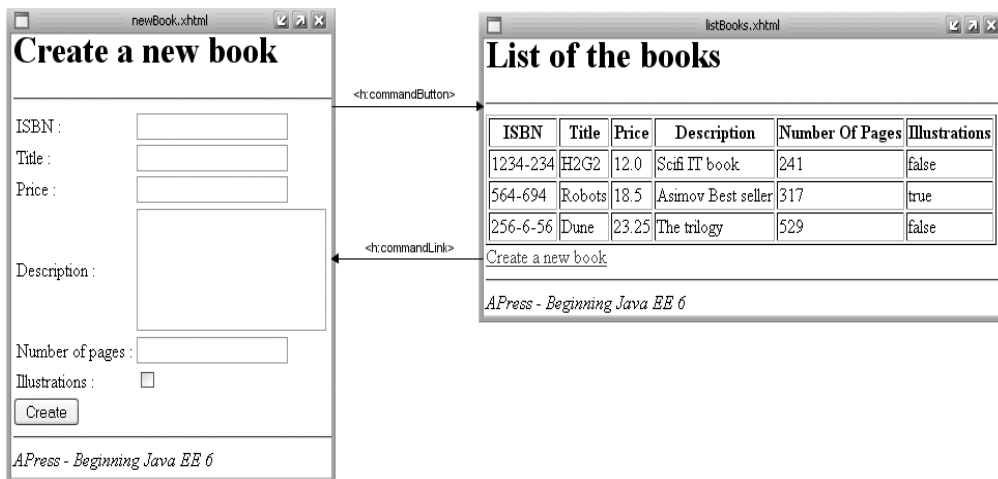 newBook.xhtml
Create a new book
ISBN :
Title :
Price :
Description :
Number of pages :
Illustrations :
Create
APress - Beginning Java EE 6
<h:commandButton>
<h:commandLink>
listBooks.xhtml
List of the books
ISBN Title Price Description Number Of Pages Illustrations
1234-234 H2G2 12.0 Scifi IT book 241 false
564-694 Robots 18.5 Asimov Best seller 317 true
256-6-56 Dune 23.25 The trilogy 529 false
Create a new book
APress - Beginning Java EE 6